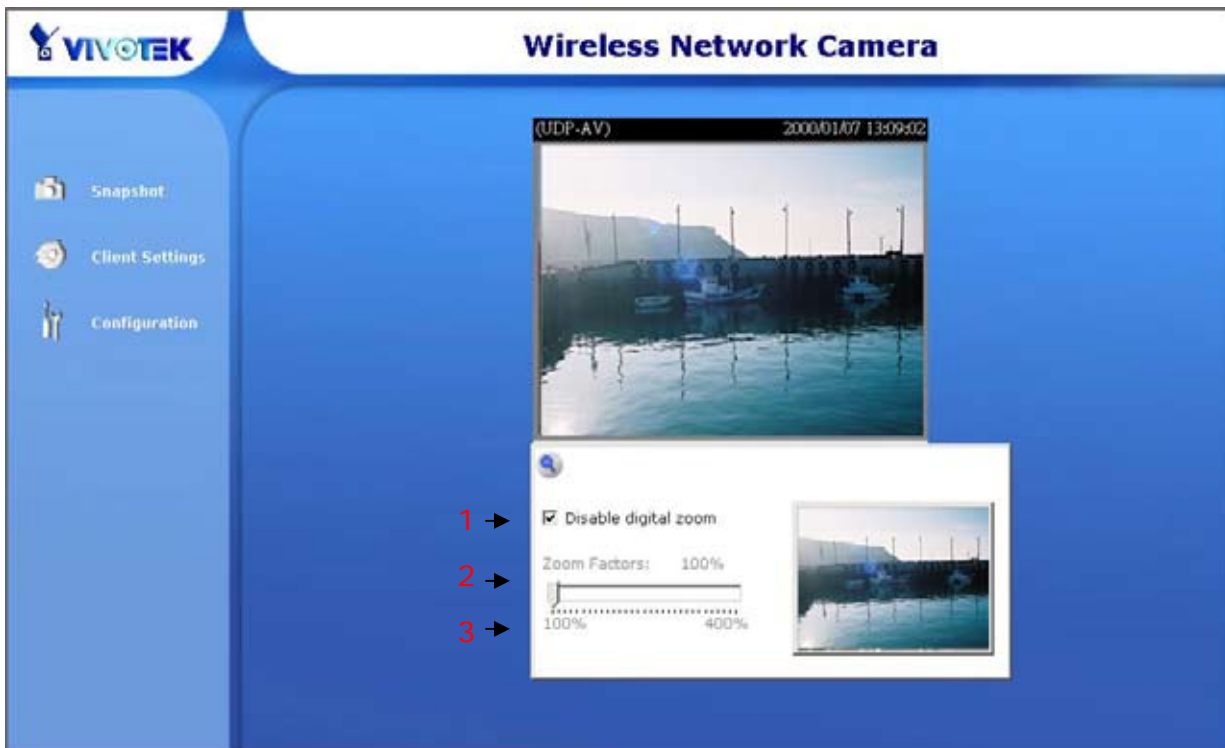 VIVOTEK
Wireless Network Camera
(UDP-AV) 2000/01/07 13:09:02
Snapshot
Client Settings
Configuration
1 Disable digital zoom
Zoom Factors: 100%
2
3 100% 400%